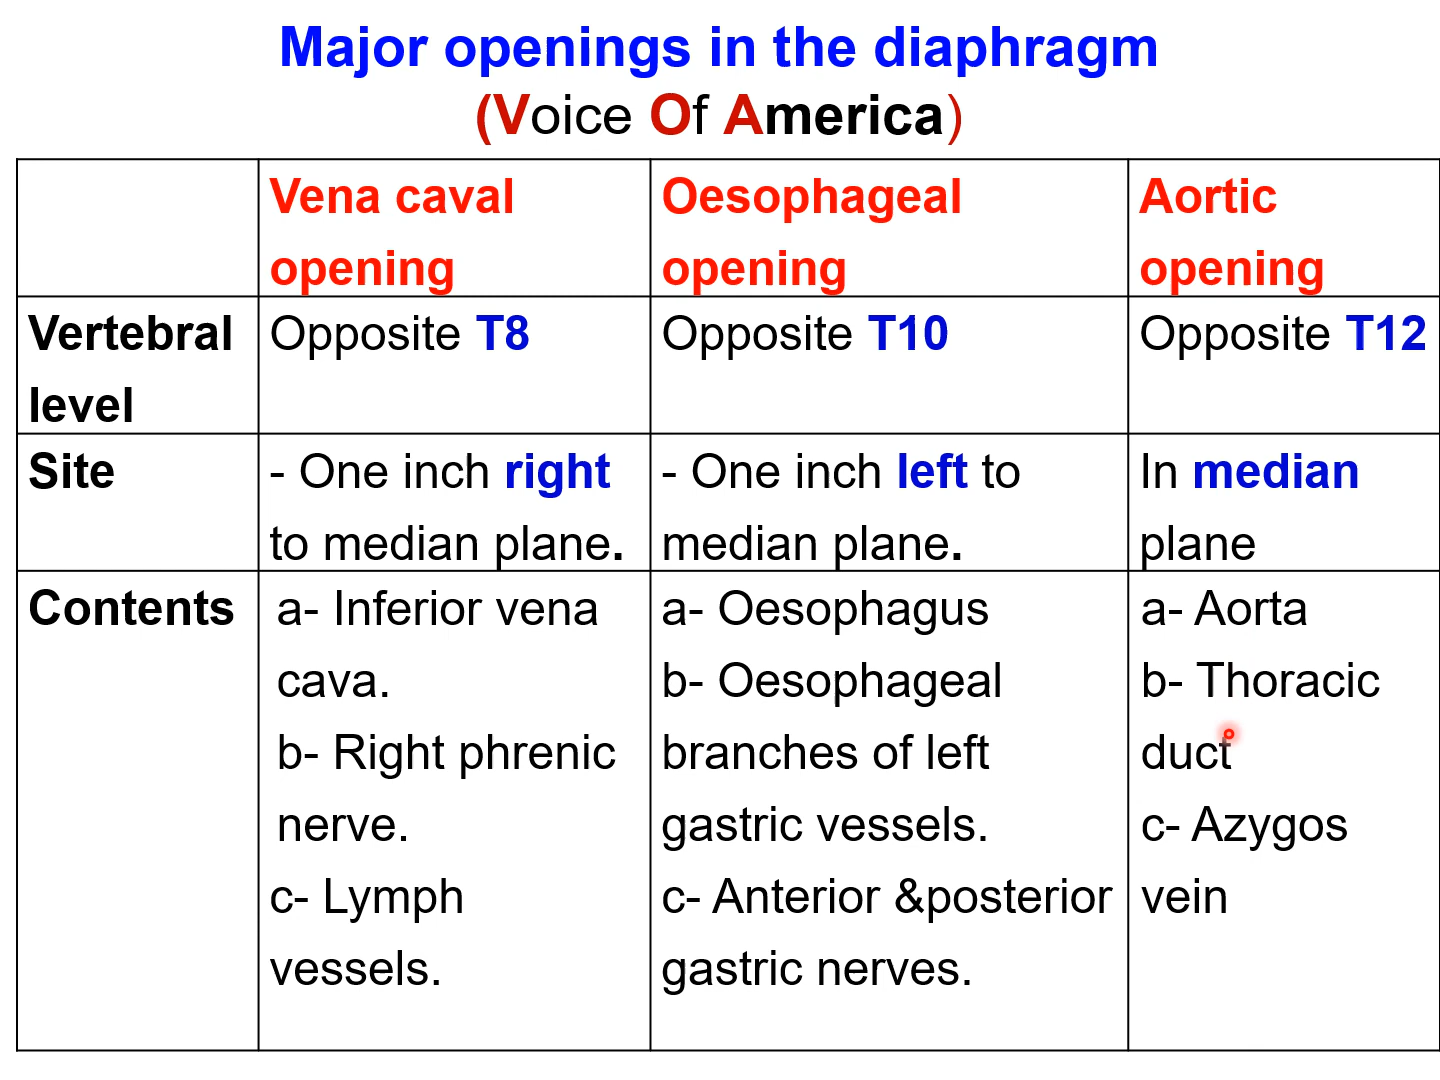 Major openings in the diaphragm
(Voice Of America)
Vena caval
opening
Oesophageal
opening
Aortic
opening
Vertebral
level
Opposite T8
Opposite T10
Opposite T12
Site
- One inch right
to median plane.
- One inch left to
median plane.
In median
plane
Contents
a- Inferior vena
cava.
b- Right phrenic
nerve.
c- Lymph
vessels.
a- Oesophagus
b- Oesophageal
branches of left
gastric vessels.
c- Anterior &posterior
gastric nerves.
a- Aorta
b- Thoracic
duct
c- Azygos
vein